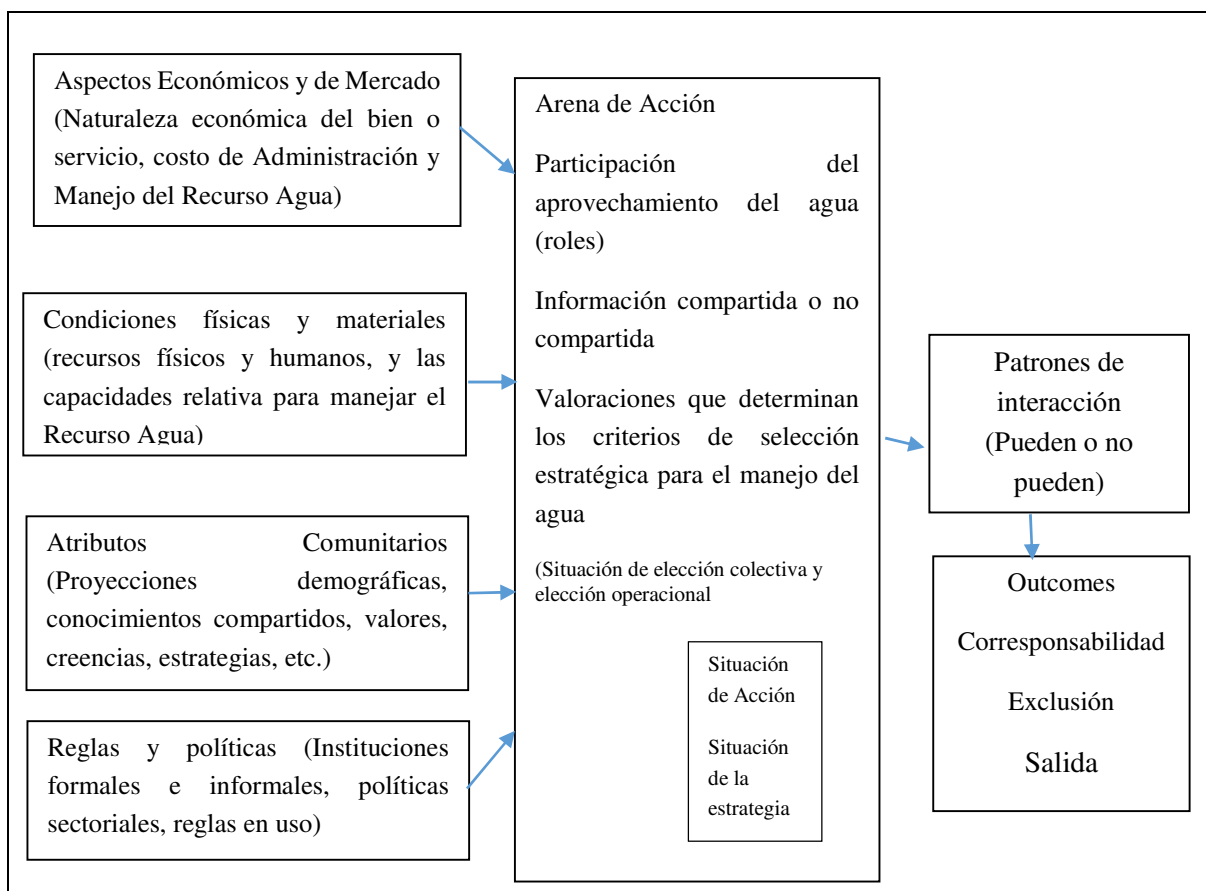 Aspectos Económicos y de Mercado
(Naturaleza económica del bien o
servicio, costo de Administración y
Manejo del Recurso Agua)
Condiciones físicas y materiales
(recursos físicos y humanos, y las
capacidades relativa para manejar el
Recurso Agua)
Atributos Comunitarios
(Proyecciones demográficas,
conocimientos compartidos, valores,
creencias, estrategias, etc.)
Reglas y políticas (Instituciones
formales e informales, políticas
sectoriales, reglas en uso)
Arena de Acción
Participación del
aprovechamiento del agua
(roles)
Información compartida o no
compartida
Valoraciones que determinan
los criterios de selección
estratégica para el manejo del
agua
(Situación de elección colectiva y
elección operacional
Situación
de Acción
Situación
de la
estrategia
Patrones de
interacción
(Pueden o no
pueden)
Outcomes
Corresponsabilidad
Exclusión
Salida